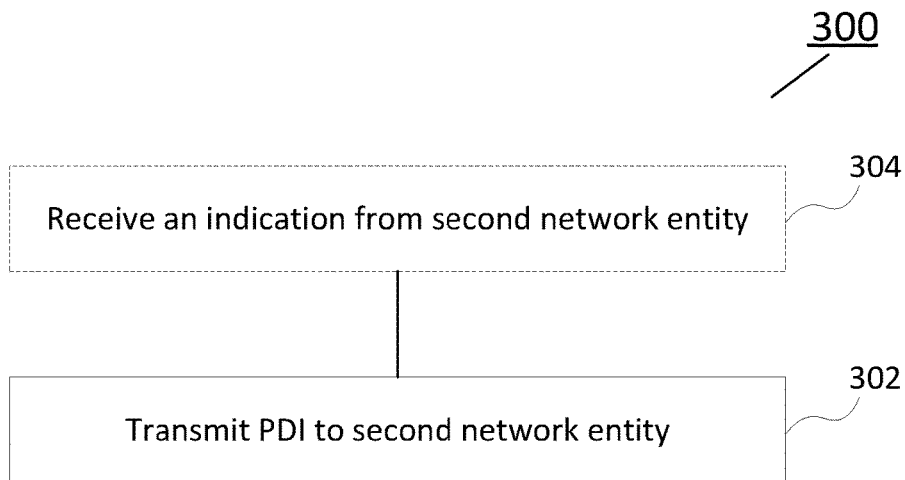 300
304
Receive an indication from second network entity
302
Transmit PDI to second network entity